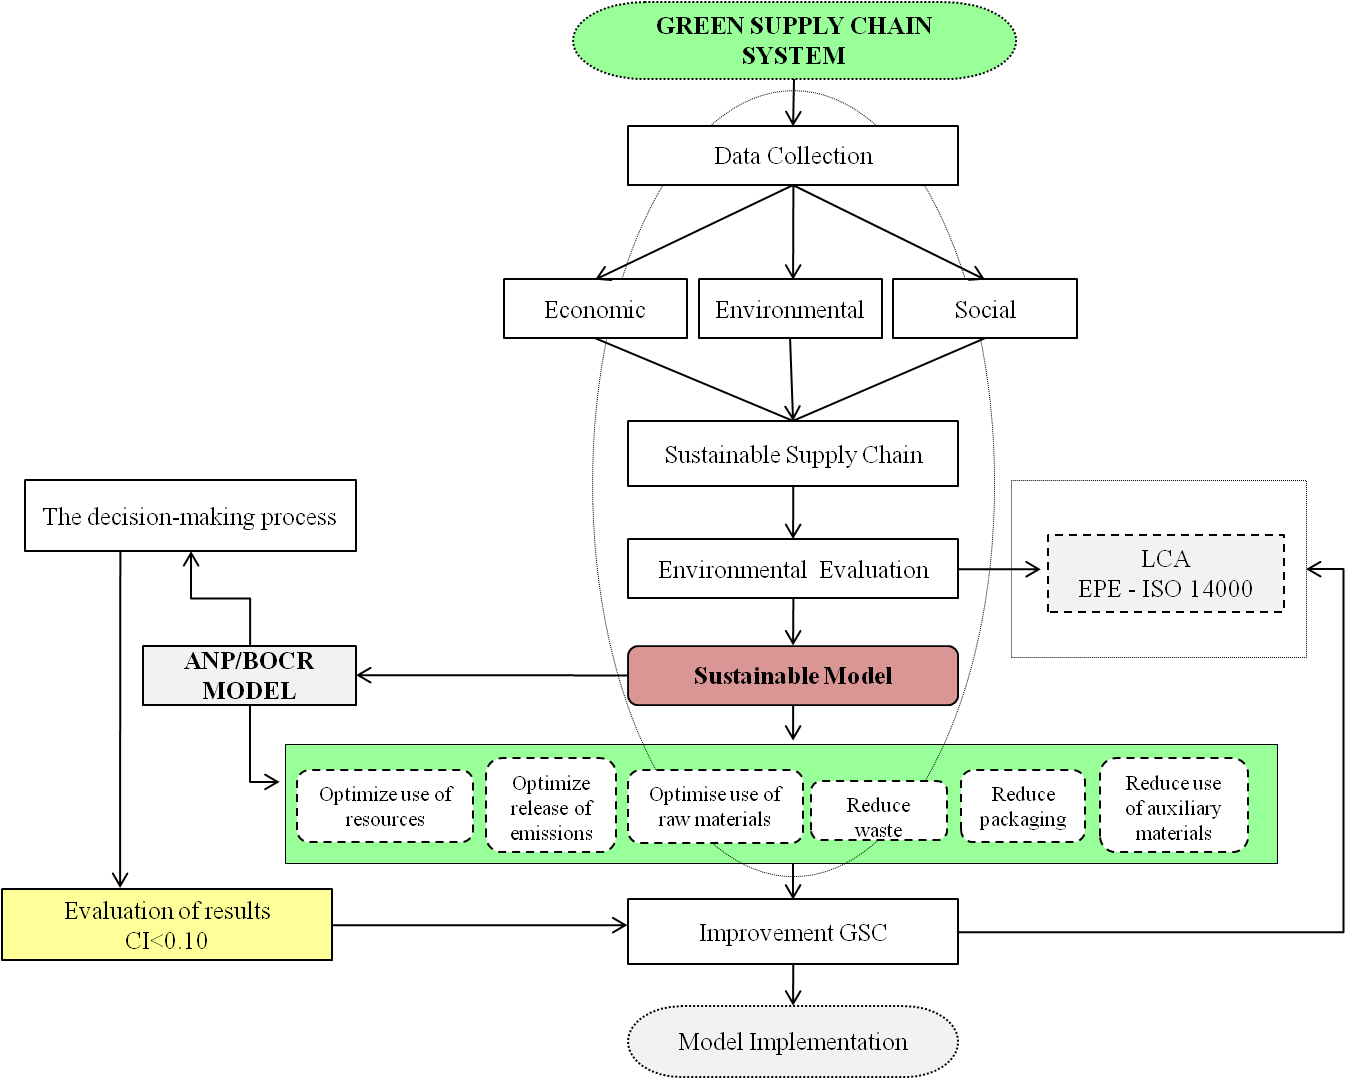 GREEN SUPPLY CHAIN
SYSTEM
Data Collection
Economic
Environmental
Social
Sustainable Supply Chain
The decision-making process
Environmental Evaluation
LCA
EPE - ISO 14000
ANP/BOCR
MODEL
Sustainable Model
Optimize use of
resources
Optimize
release of
emissions
Optimise use of
raw materials
Reduce
waste
Reduce
packaging
Reduce use
of auxiliary
materials
Evaluation of results
CI<0.10
Improvement GSC
Model Implementation